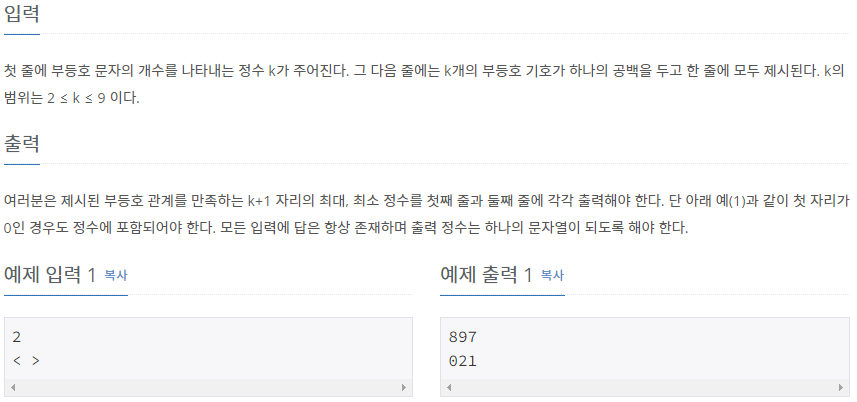 입력
첫 줄에 부등호 문자의 개수를 나타내는 정수 k가 주어진다. 그 다음 줄에는 k개의 부등호 기호가 하나의 공백을 두고 한 줄에 모두 제시된다. k의
범위는 2 ≤ k ≤ 9 이다.
출력
여러분은 제시된 부등호 관계를 만족하는 k+1 자리의 최대, 최소 정수를 첫째 줄과 둘째 줄에 각각 출력해야 한다. 단 아래 예(1)과 같이 첫 자리가
0인 경우도 정수에 포함되어야 한다. 모든 입력에 답은 항상 존재하며 출력 정수는 하나의 문자열이 되도록 해야 한다.
예제 입력 1 복사
2
< >
예제 출력 1 복사
897
021